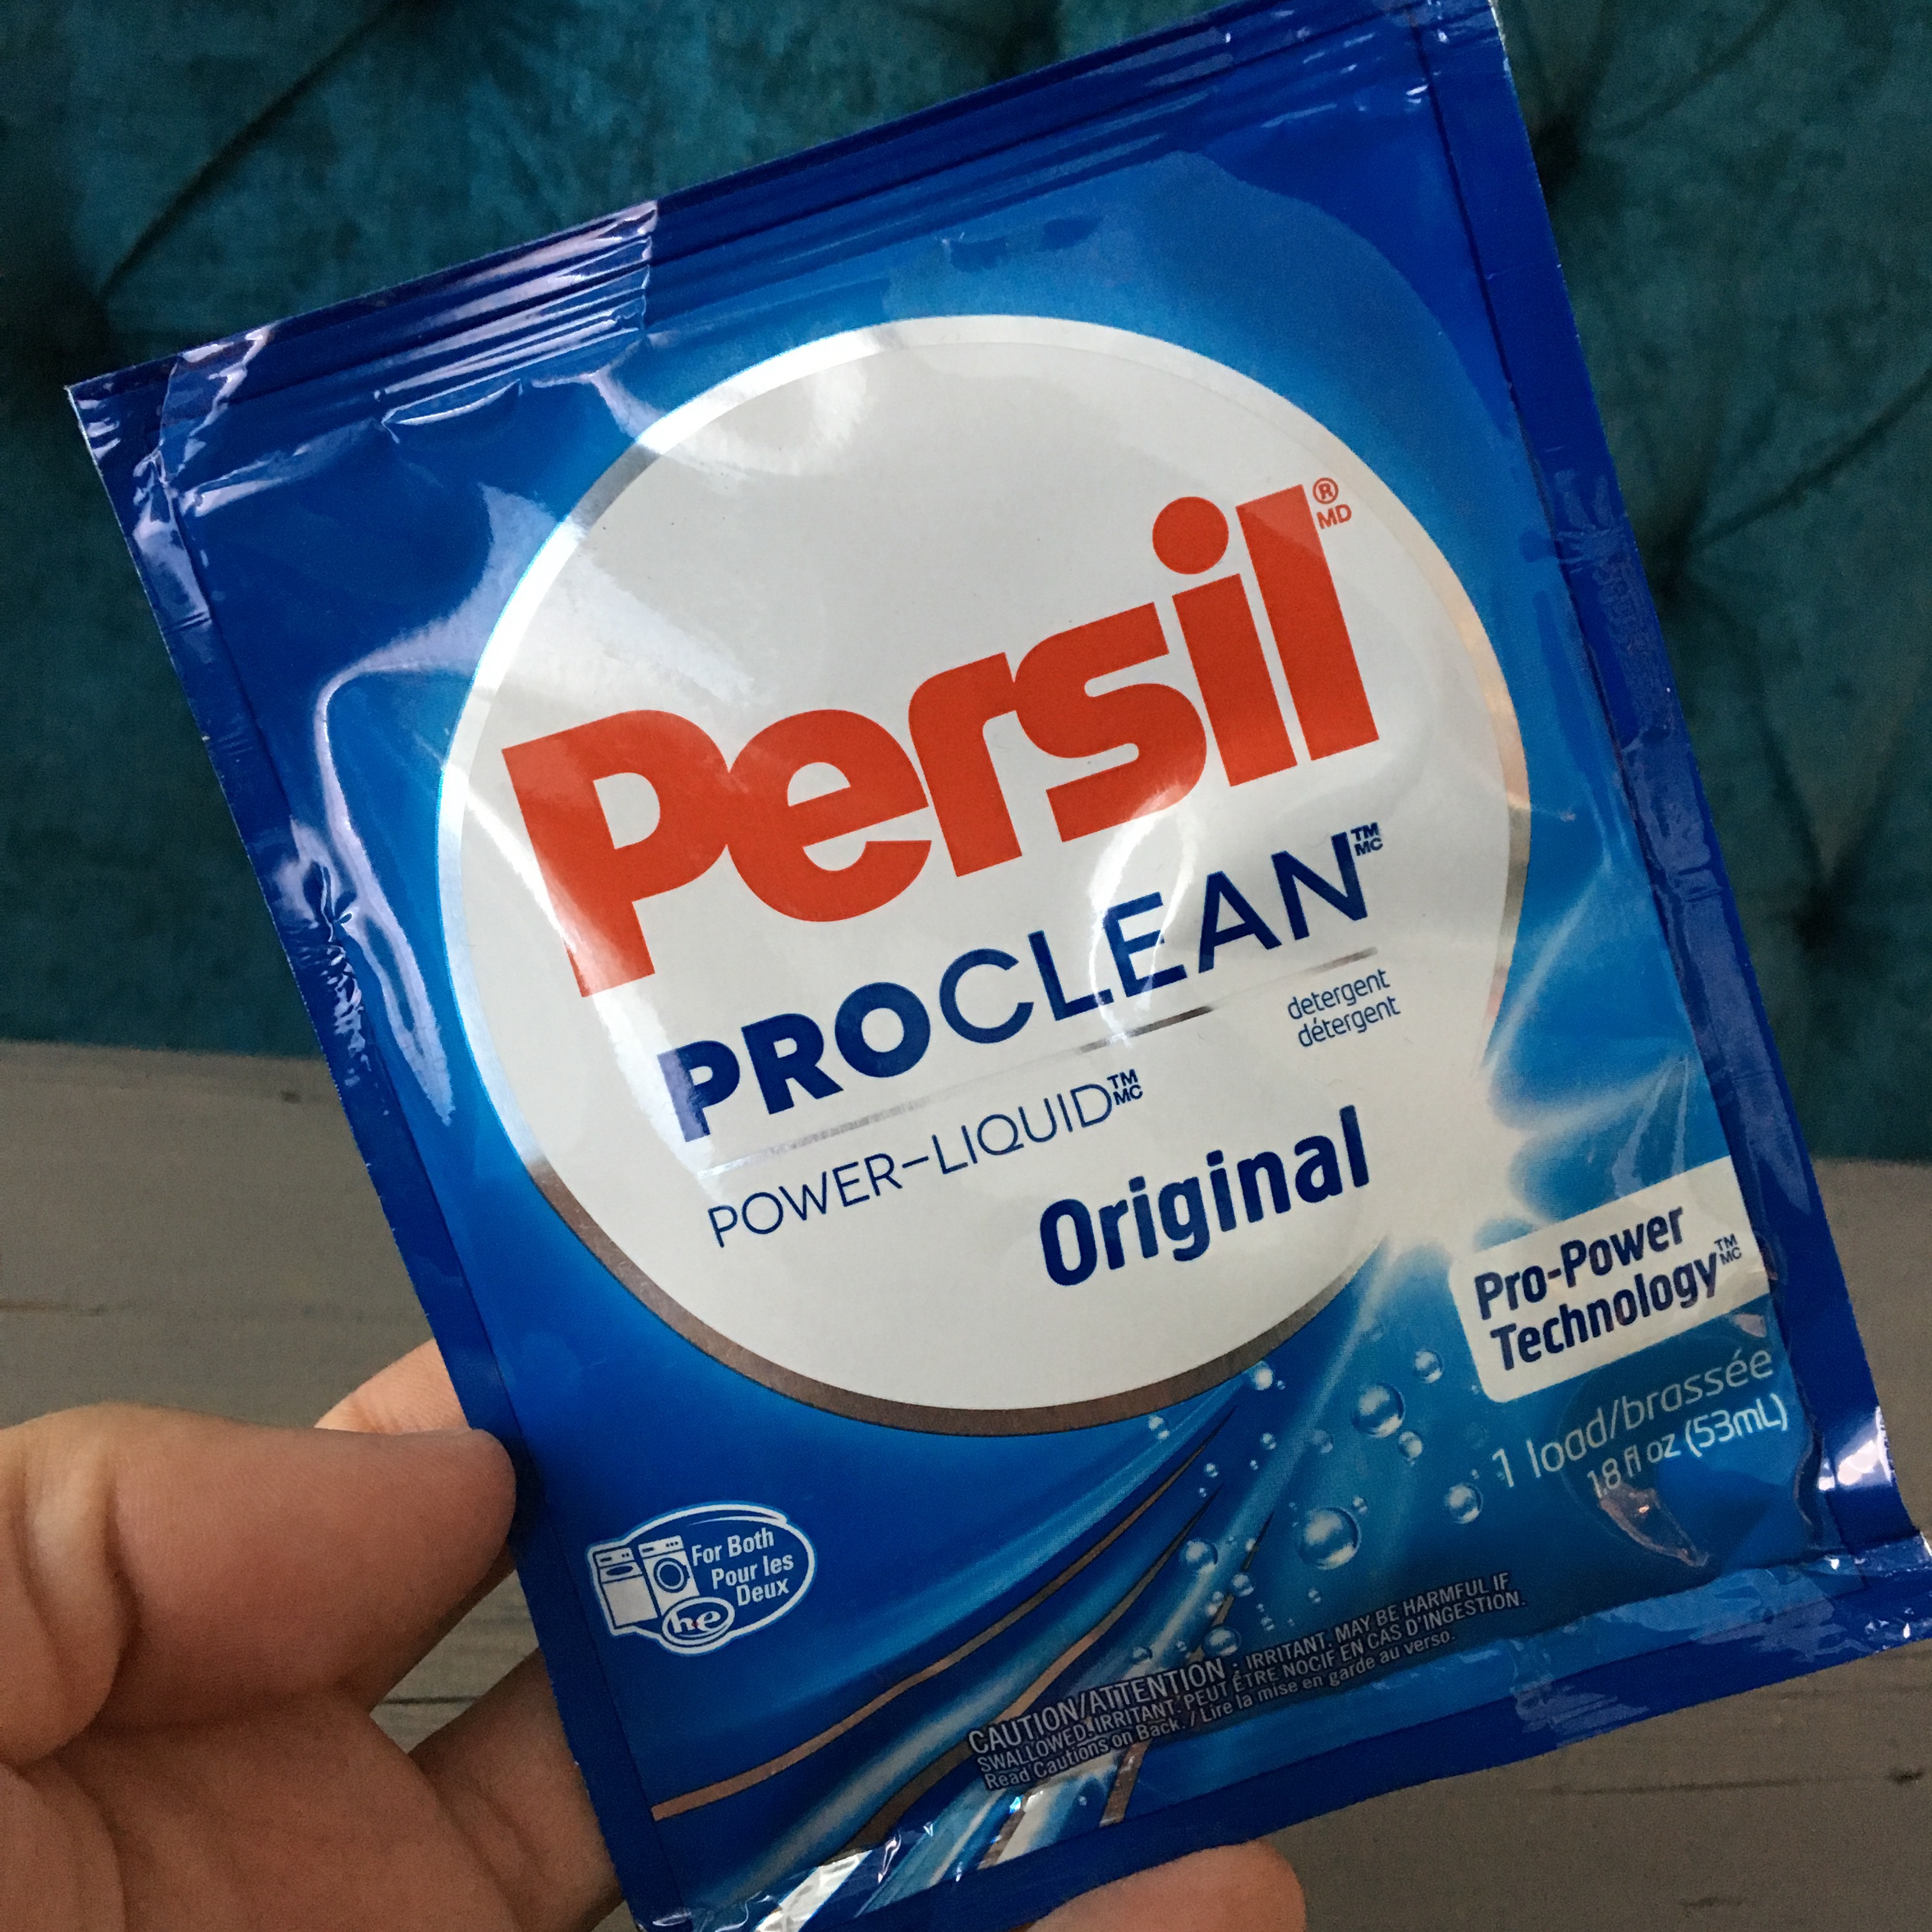 Persil®
MD
PROCLEAN™
MC
detergent
détergent
POWER-LIQUID™
MC
Original
Pro-Power
Technology™
MC
1 load/brassée
1.8 fl oz (53mL)
For Both
Pour les
Deux
he
CAUTION/ATTENTION : IRRITANT. MAY BE HARMFUL IF
SWALLOWED. IRRITANT. PEUT ÊTRE NOCIF EN CAS D'INGESTION.
Read Cautions on Back. / Lire la mise en garde au verso.